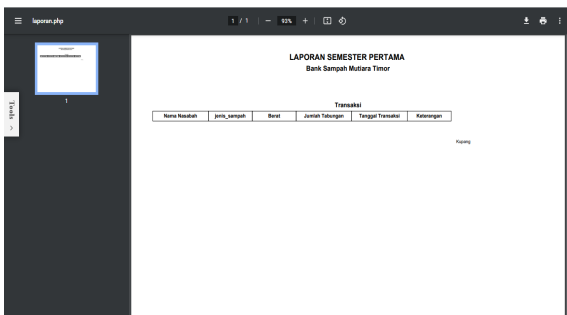 laporan.php
1 / 1
93%
1
Tools
LAPORAN SEMESTER PERTAMA
Bank Sampah Mutiara Timor
Transaksi
Nama Nasabah jenis_sampah Berat Jumlah Tabungan Tanggal Transaksi Keterangan
Kupang